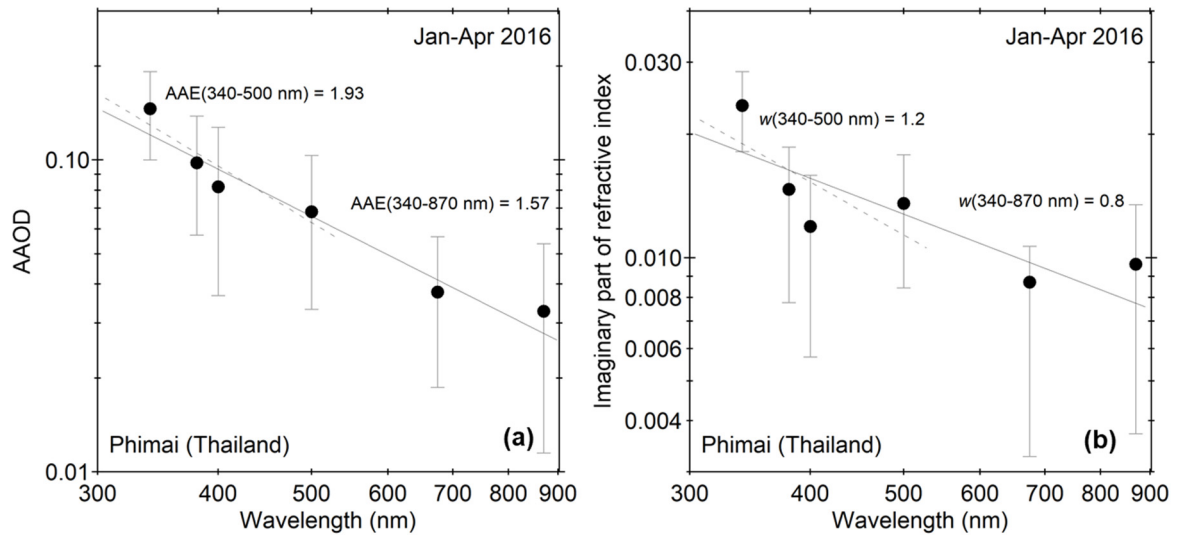 Jan-Apr 2016
AAE(340-500 nm) = 1.93
0.10
AAE(340-870 nm) = 1.57
AAOD
Phimai (Thailand)
(a)
0.01
300 400 500 600 700 800 900
Wavelength (nm)
Jan-Apr 2016
0.030
w(340-500 nm) = 1.2
w(340-870 nm) = 0.8
0.010
0.008
0.006
0.004
Imaginary part of refractive index
Phimai (Thailand)
(b)
300 400 500 600 700 800 900
Wavelength (nm)